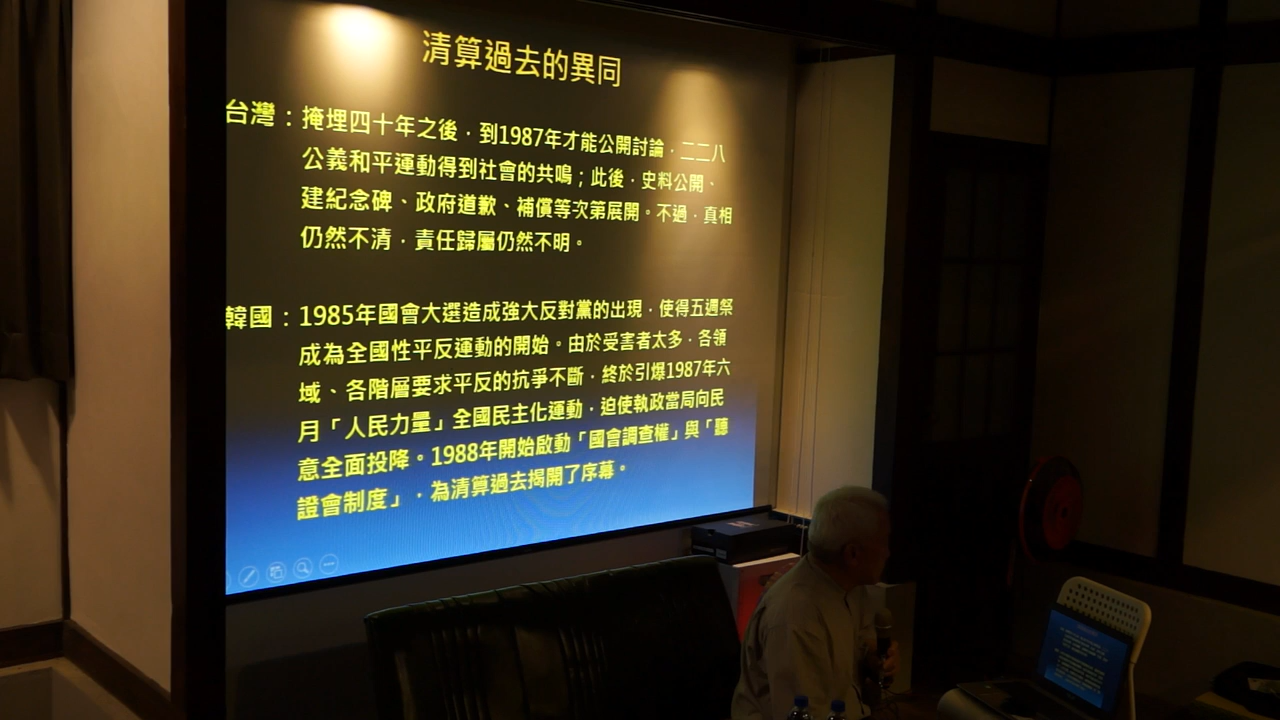 清算過去的異同
台灣：掩埋四十年之後，到1987年才能公開討論，二二八
公義和平運動得到社會的共鳴；此後，史料公開、
建紀念碑、政府道歉、補償等次第展開。不過，真相
仍然不清，責任歸屬仍然不明。
韓國：1985年國會大選造成強大反對黨的出現，使得五週祭
成為全國性平反運動的開始。由於受害者太多，各領
域、各階層要求平反的抗爭不斷，終於引爆1987年六
月「人民力量」全國民主化運動，迫使執政當局向民
意全面投降。1988年開始啟動「國會調查權」與「聽
證會制度」，為清算過去揭開了序幕。